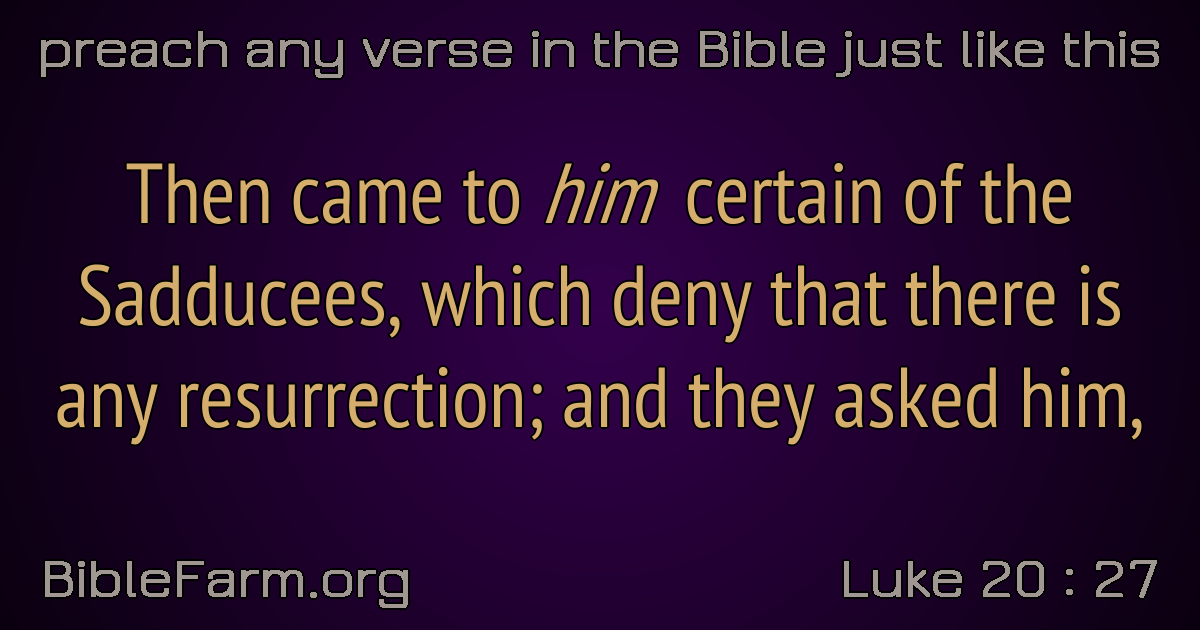 preach any verse in the Bible just like this
Then came to him certain of the
Sadducees, which deny that there is
any resurrection; and they asked him,
BibleFarm.org
Luke 20 : 27